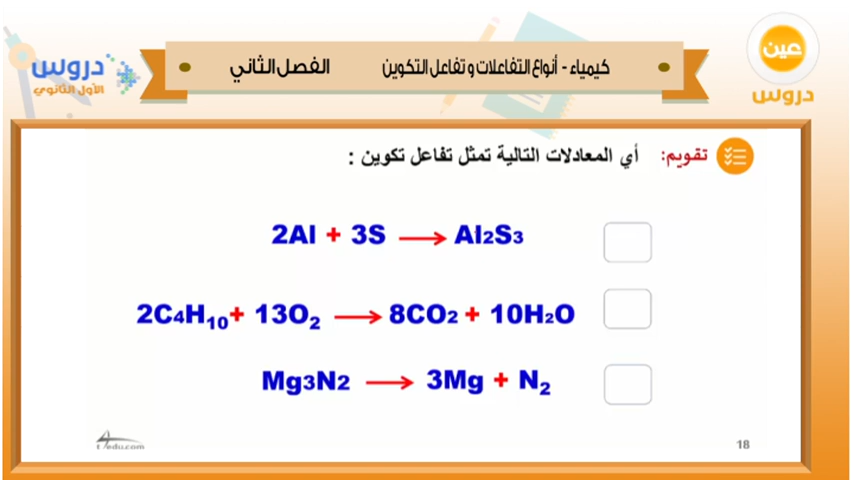 كيمياء - أنواع التفاعلات و تفاعل التكوين الفصل الثاني
دروس
الأول الثانوي
عين
دروس
تقويم: أي المعادلات التالية تمثل تفاعل تكوين :
2Al + 3S → Al2S3
2C4H10+ 13O2 → 8CO2 + 10H2O
Mg3N2 → 3Mg + N2
18